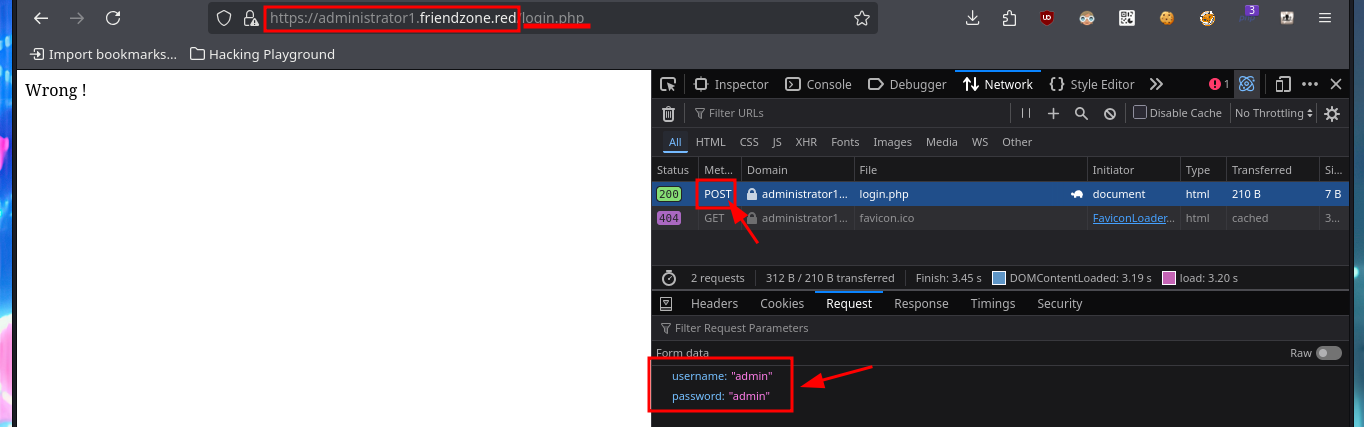 https://administrator1.friendzone.red/login.php
3
Import bookmarks... Hacking Playground
Wrong !
Inspector Console Debugger Network Style Editor 1
Filter URLs Disable Cache No Throttling
All HTML CSS JS XHR Fonts Images Media WS Other
Status Met... Domain File Initiator Type Transferred Si...
200 POST administrator1... login.php document html 210 B 7 B
404 GET administrator1... favicon.ico FaviconLoader... html cached 3...
2 requests 312 B / 210 B transferred Finish: 3.45 s DOMContentLoaded: 3.19 s load: 3.20 s
Headers Cookies Request Response Timings Security
Filter Request Parameters
Form data Raw
username: "admin"
password: "admin"